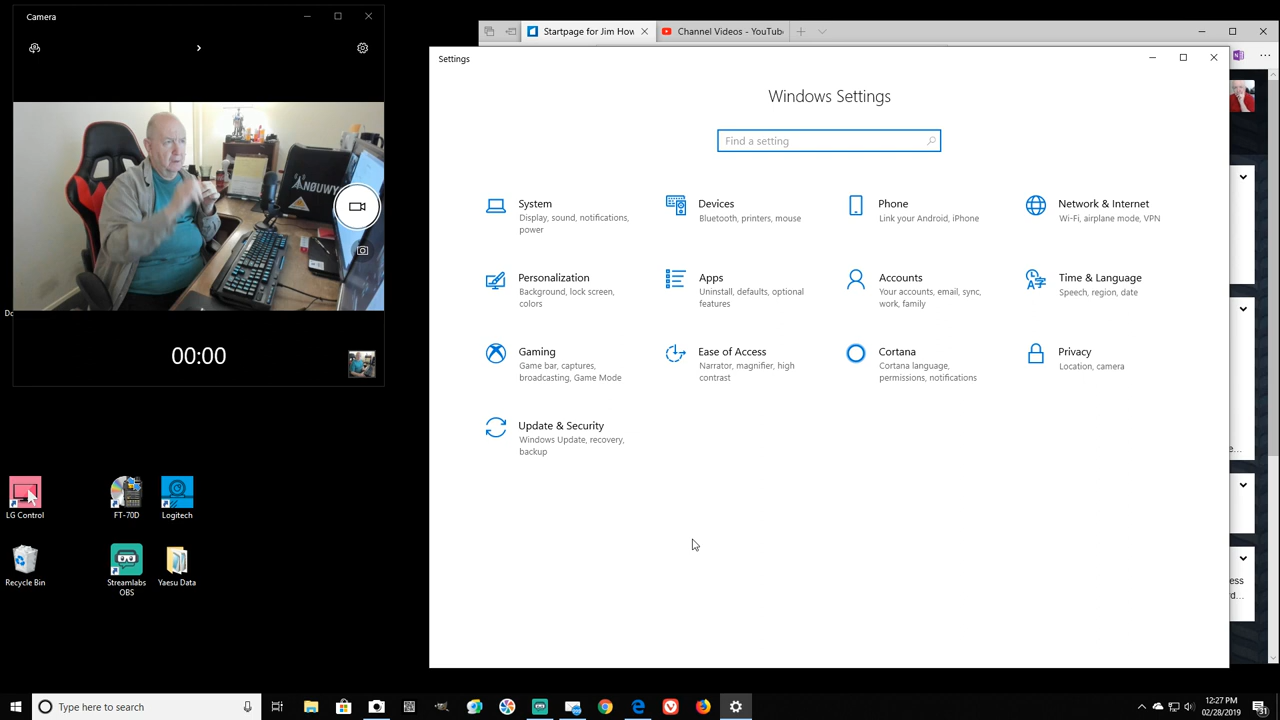 Camera
00:00
Startpage for Jim How
Channel Videos - YouTub
Settings
Windows Settings
Find a setting
System
Display, sound, notifications,
power
Devices
Bluetooth, printers, mouse
Phone
Link your Android, iPhone
Network & Internet
Wi-Fi, airplane mode, VPN
Personalization
Background, lock screen,
colors
Apps
Uninstall, defaults, optional
features
Accounts
Your accounts, email, sync,
work, family
Time & Language
Speech, region, date
Gaming
Game bar, captures,
broadcasting, Game Mode
Ease of Access
Narrator, magnifier, high
contrast
Cortana
Cortana language,
permissions, notifications
Privacy
Location, camera
Update & Security
Windows Update, recovery,
backup
e...
ess
rd...
Do
LG Control
FT-70D
Logitech
Recycle Bin
Streamlabs
OBS
Yaesu Data
Type here to search
12:27 PM
02/28/2019
31